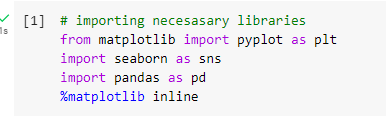 [1] # importing necesasary libraries
from matplotlib import pyplot as plt
import seaborn as sns
import pandas as pd
%matplotlib inline
1s